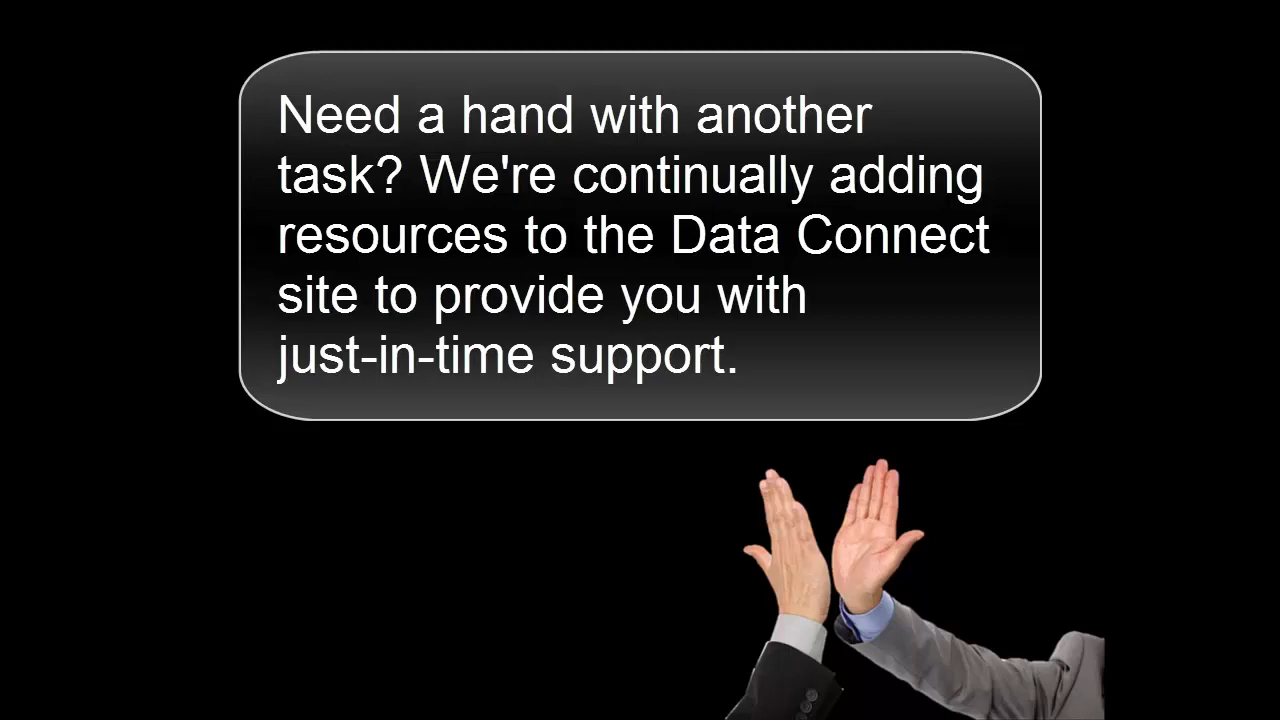 Need a hand with another
task? We're continually adding
resources to the Data Connect
site to provide you with
just-in-time support.